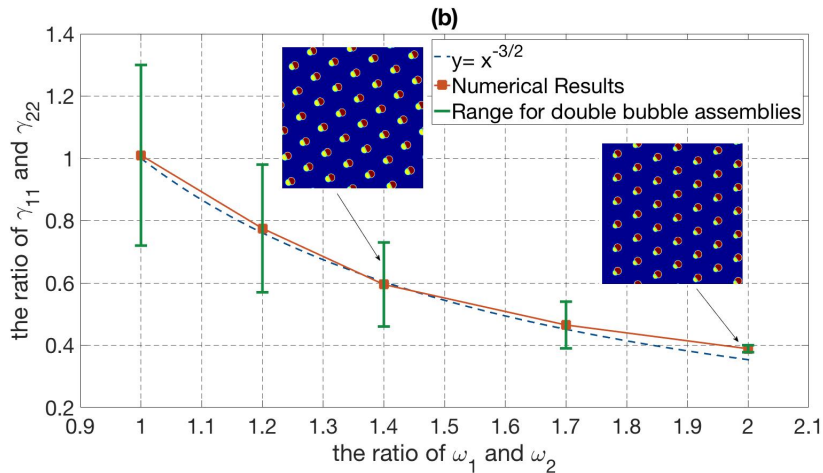 (b)
y= x^-3/2
Numerical Results
Range for double bubble assemblies
the ratio of γ11 and γ22
1.4
1.2
1
0.8
0.6
0.4
0.2
0.9 1 1.1 1.2 1.3 1.4 1.5 1.6 1.7 1.8 1.9 2 2.1
the ratio of ω1 and ω2